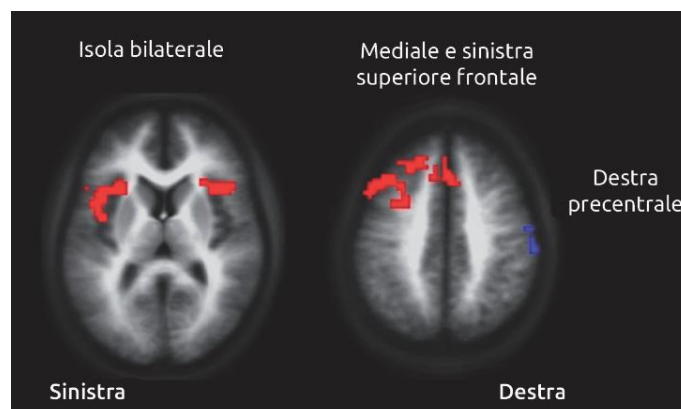 Isola bilaterale
Mediale e sinistra
superiore frontale
Destra
precentrale
Sinistra
Destra